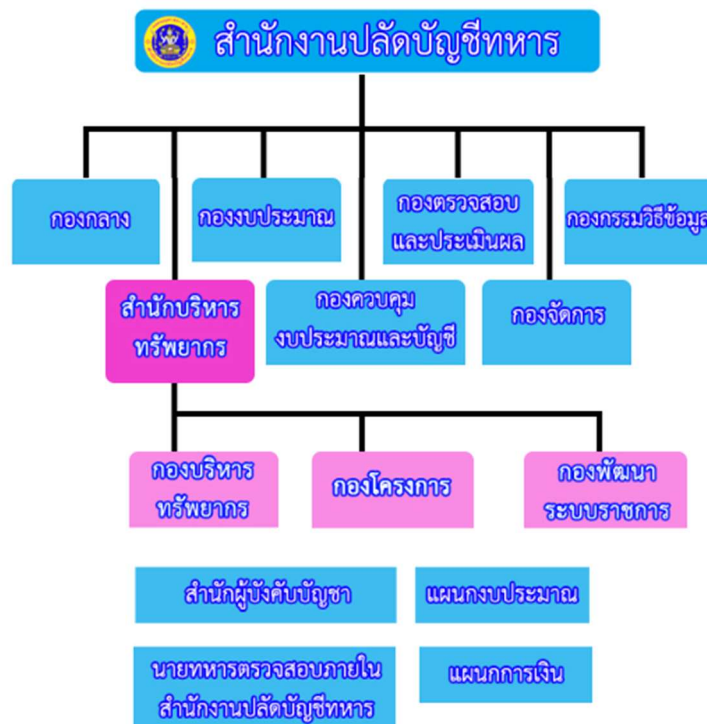 สำนักงานปลัดบัญชีทหาร
กองกลาง
กองงบประมาณ
กองตรวจสอบ
และประเมินผล
กองกรรมวิธีข้อมูล
สำนักบริหาร
ทรัพยากร
กองควบคุม
งบประมาณและบัญชี
กองจัดการ
กองบริหาร
ทรัพยากร
กองโครงการ
กองพัฒนา
ระบบราชการ
สำนักผู้บังคับบัญชา
แผนกงบประมาณ
นายทหารตรวจสอบภายใน
สำนักงานปลัดบัญชีทหาร
แผนกการเงิน